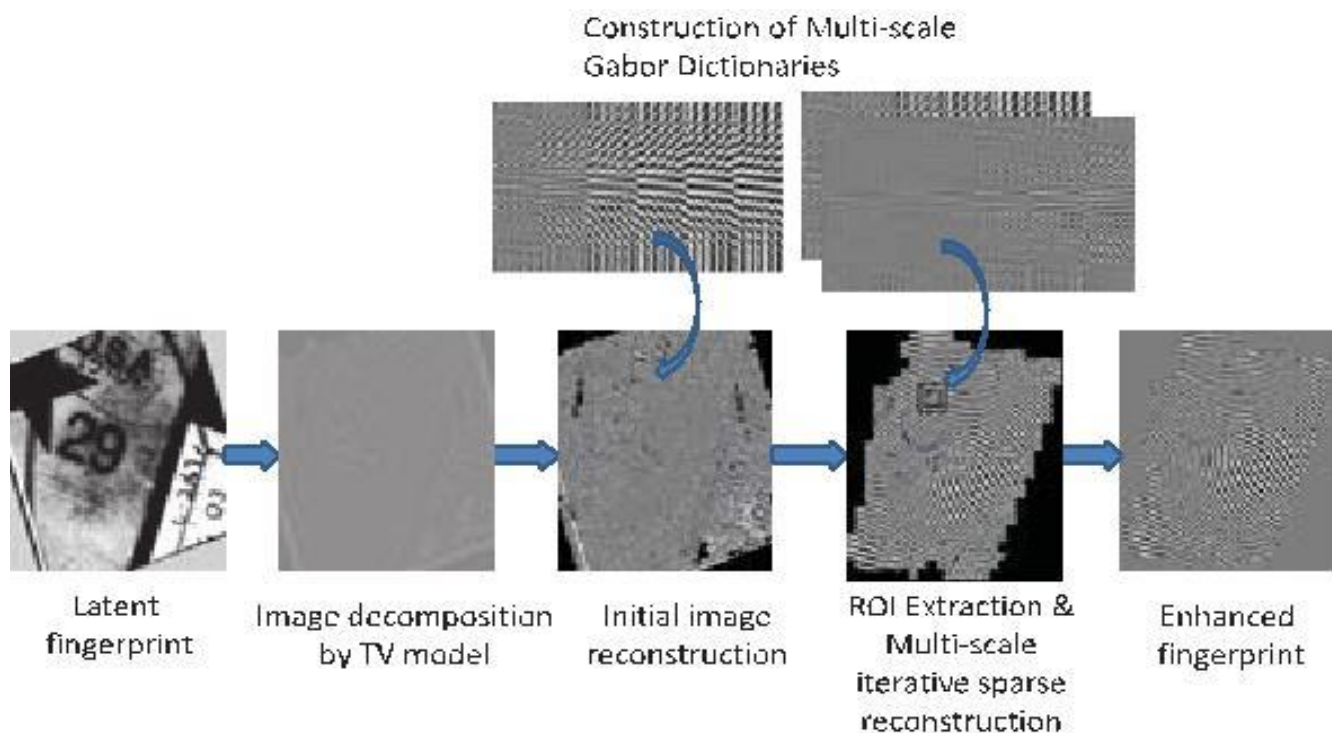 Construction of Multi-scale
Gabor Dictionaries
29
Latent
fingerprint
Image decomposition
by TV model
Initial image
reconstruction
ROI Extraction &
Multi-scale
iterative sparse
reconstruction
Enhanced
fingerprint